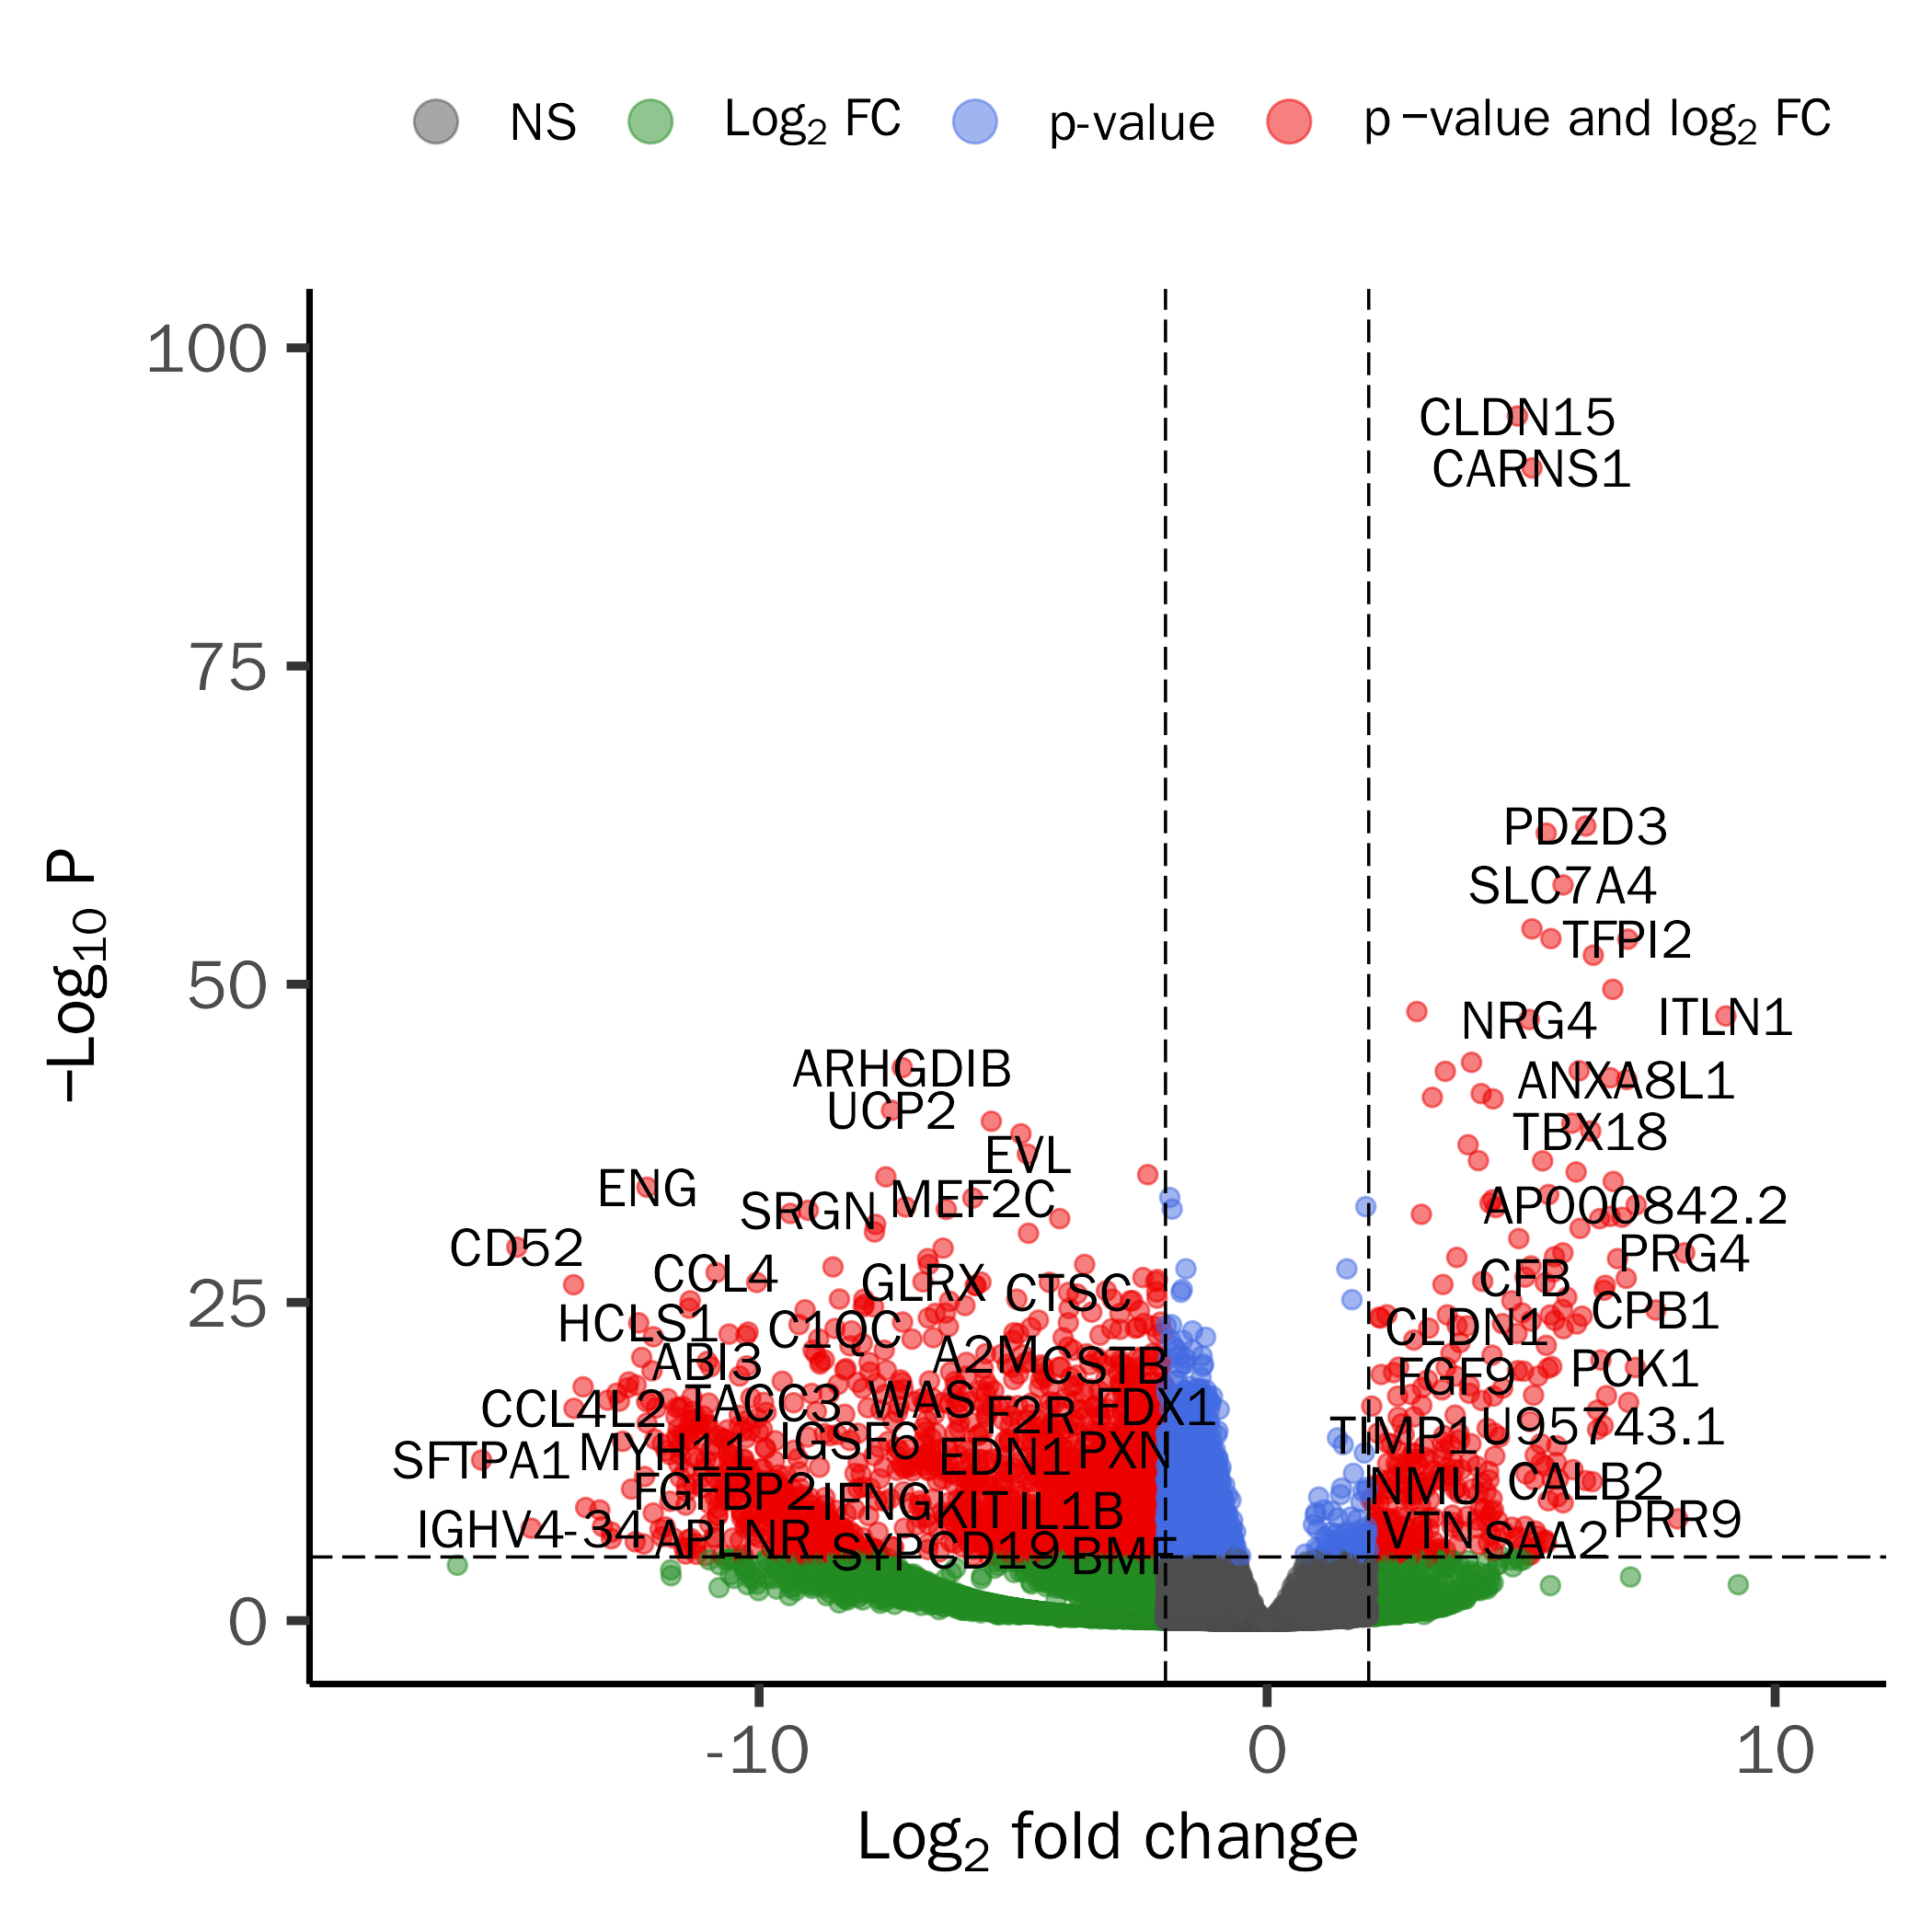 NS Log2 FC p-value p −value and log2 FC
100
75
50
25
0
−Log10 P
CLDN15
CARNS1
PDZD3
SLC7A4
TFPI2
NRG4 ITLN1
ARHGDIB ANXA8L1
UCP2 TBX18
EVL
ENG MEF2C AP000842.2
SRGN
CD52 PRG4
CCL4 GLRX CTSC CFB
HCLS1 C1QC CLDN1 CPB1
ABI3 A2M CSTB FGF9 PCK1
CCL4L2 TACC3 WAS F2R FDX1
IGSF6 TIMP1 U95743.1
SFTPA1 MYH11 EDN1 PXN
FGFBP2 IFNG KIT IL1B NMU CALB2
IGHV4-34 APLNR VTN SAA2 PRR9
SYP CD19 BMF
-10 0 10
Log2 fold change